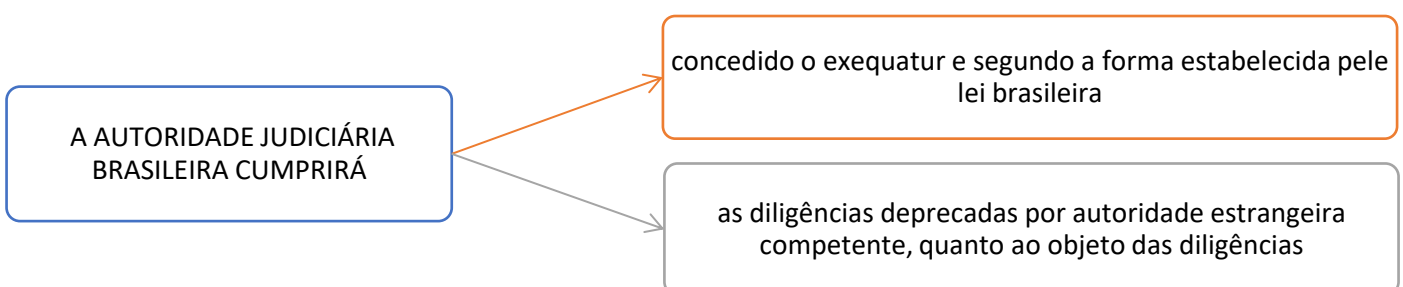 A AUTORIDADE JUDICIÁRIA
BRASILEIRA CUMPRIRÁ
concedido o exequatur e segundo a forma estabelecida pele
lei brasileira
as diligências deprecadas por autoridade estrangeira
competente, quanto ao objeto das diligências